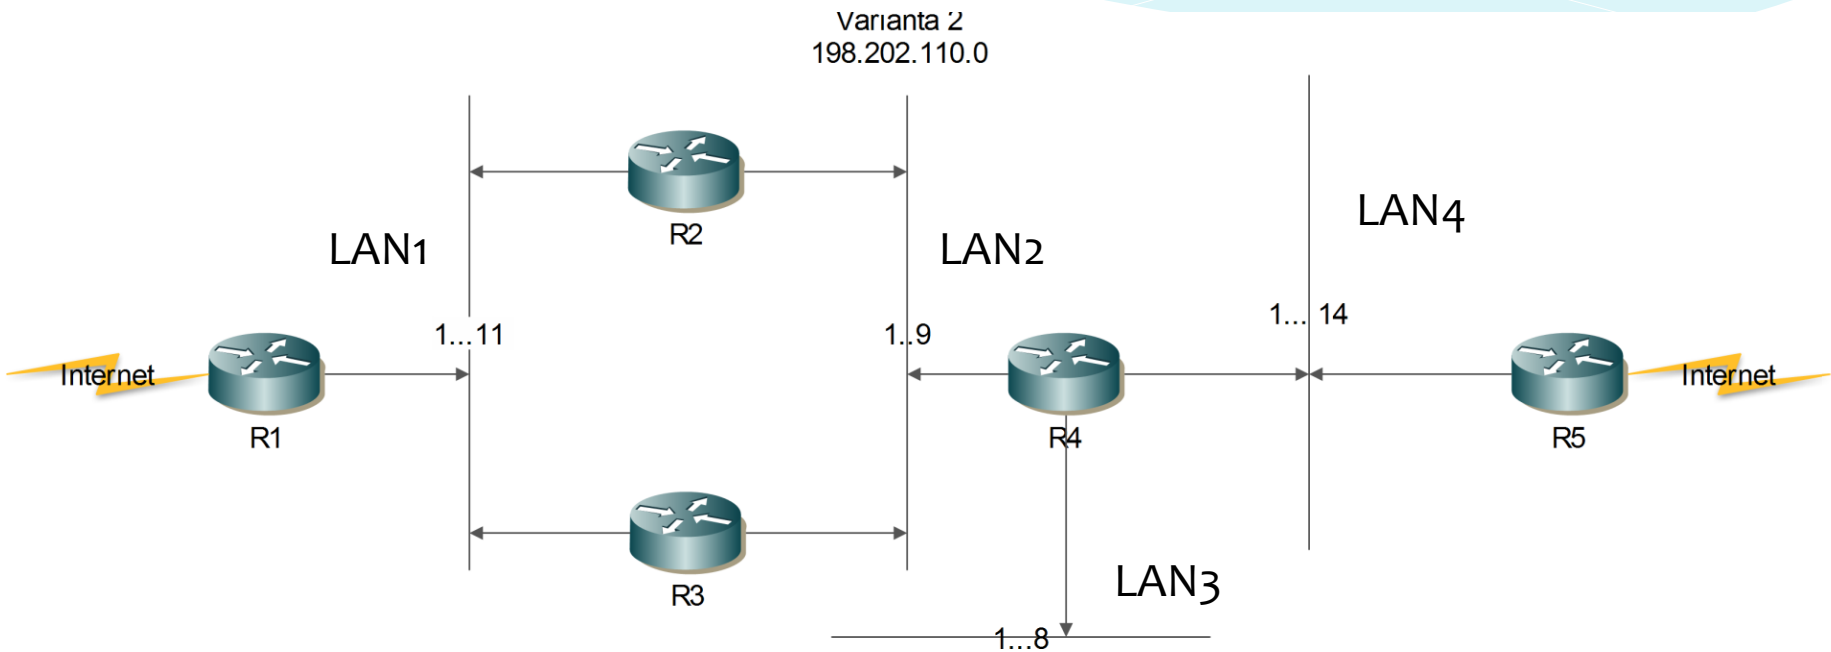 Varianta 2
198.202.110.0
R2
LAN1
LAN2
LAN4
1...11
1..9
1... 14
Internet
R1
R4
R5
Internet
R3
LAN3
1...8